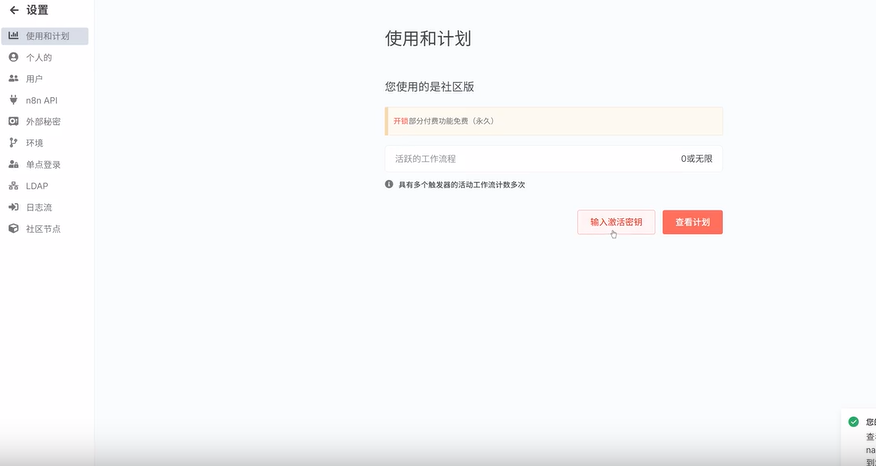 设置
使用和计划
个人的
用户
n8n API
外部秘密
环境
单点登录
LDAP
日志流
社区节点
使用和计划
您使用的是社区版
开锁部分付费功能免费（永久）
活跃的工作流程 0或无限
具有多个触发器的活动工作流计数多次
输入激活密钥 查看计划
查
na
到